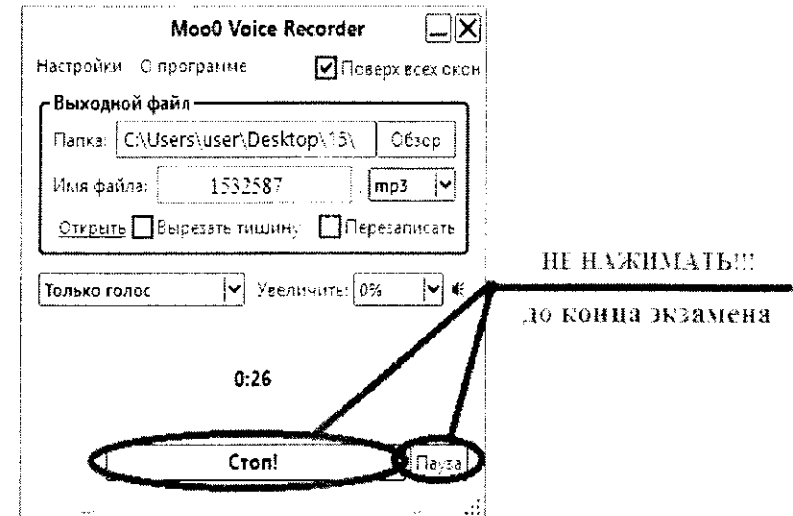 Moo0 Voice Recorder
Настройки О программе Поверх всех окон
Выходной файл
Папка: C:\Users\user\Desktop\15\ Обзор
Имя файла: 1532587 . mp3
Открыть Вырезать тишину Перезаписать
Только голос Увеличить: 0%
НЕ НАЖИМАТЬ!!!
до конца экзамена
0:26
Стоп! Пауза